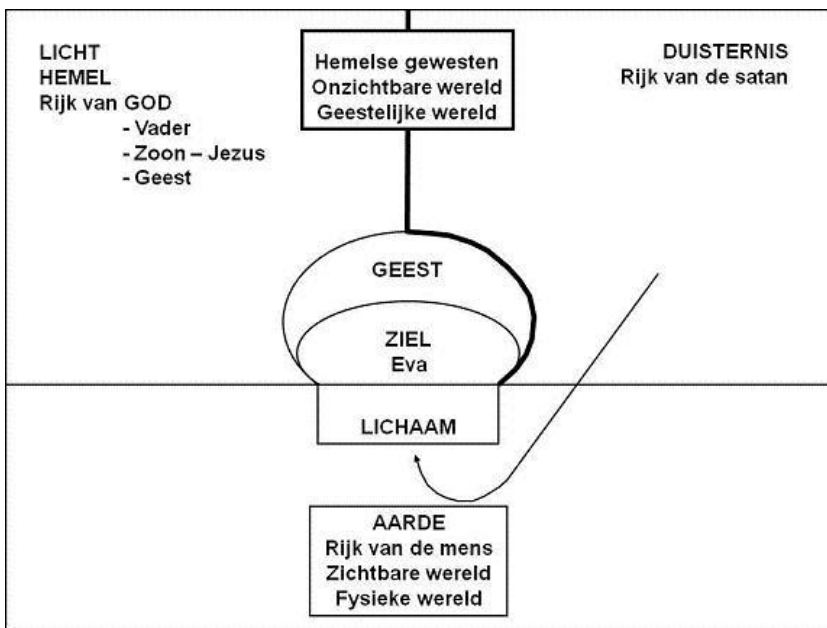 LICHT
HEMEL
Rijk van GOD
- Vader
- Zoon – Jezus
- Geest
Hemelse gewesten
Onzichtbare wereld
Geestelijke wereld
DUISTERNIS
Rijk van de satan
GEEST
ZIEL
Eva
LICHAAM
AARDE
Rijk van de mens
Zichtbare wereld
Fysieke wereld